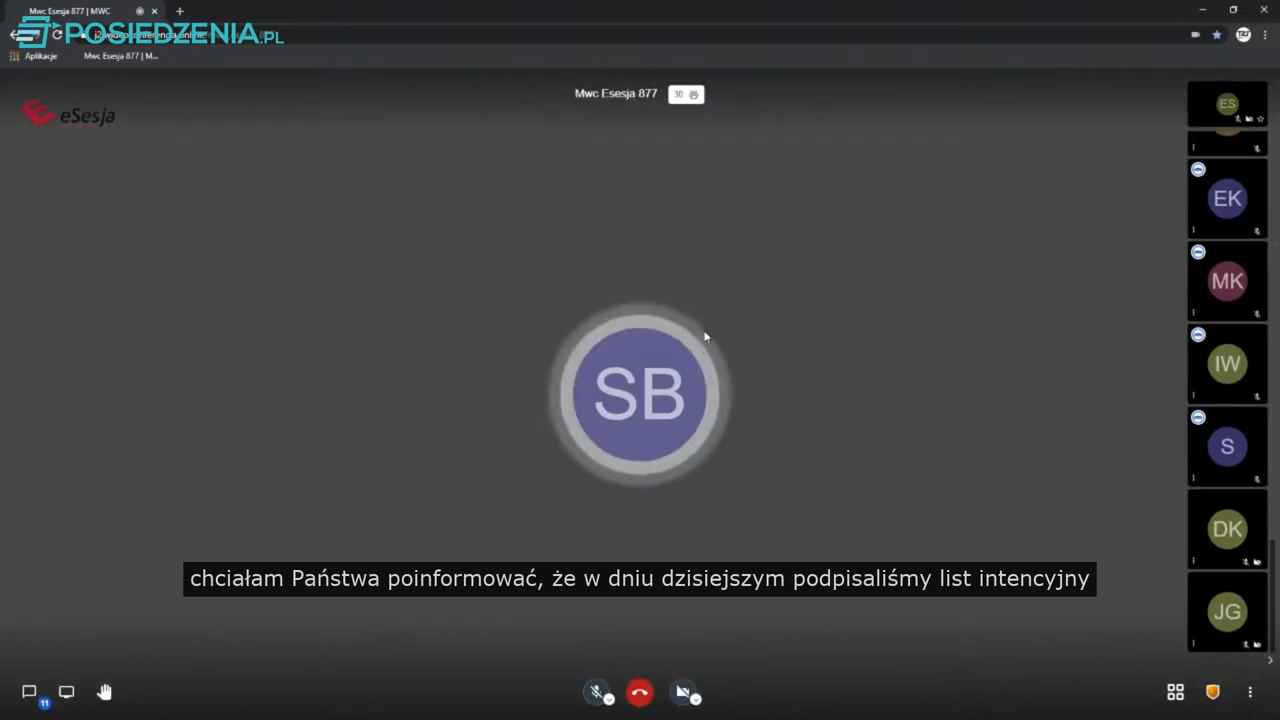 Mwc Esesja 877 | MWC
POSIEDZENIA.PL
Aplikacje
Mwc Esesja 877 | M...
eSesja
Mwc Esesja 877
30
ES
EK
MK
IW
S
DK
JG
SB
chciałam Państwa poinformować, że w dniu dzisiejszym podpisaliśmy list intencyjny
11